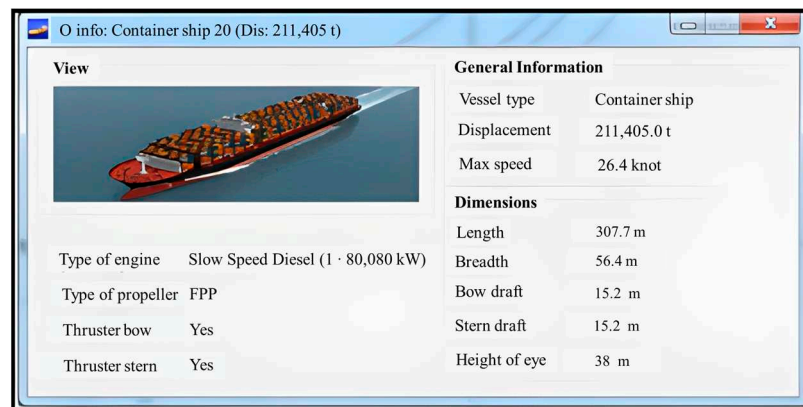 O info: Container ship 20 (Dis: 211,405 t)
View
Type of engine Slow Speed Diesel (1 · 80,080 kW)
Type of propeller FPP
Thruster bow Yes
Thruster stern Yes
General Information
Vessel type Container ship
Displacement 211,405.0 t
Max speed 26.4 knot
Dimensions
Length 307.7 m
Breadth 56.4 m
Bow draft 15.2 m
Stern draft 15.2 m
Height of eye 38 m